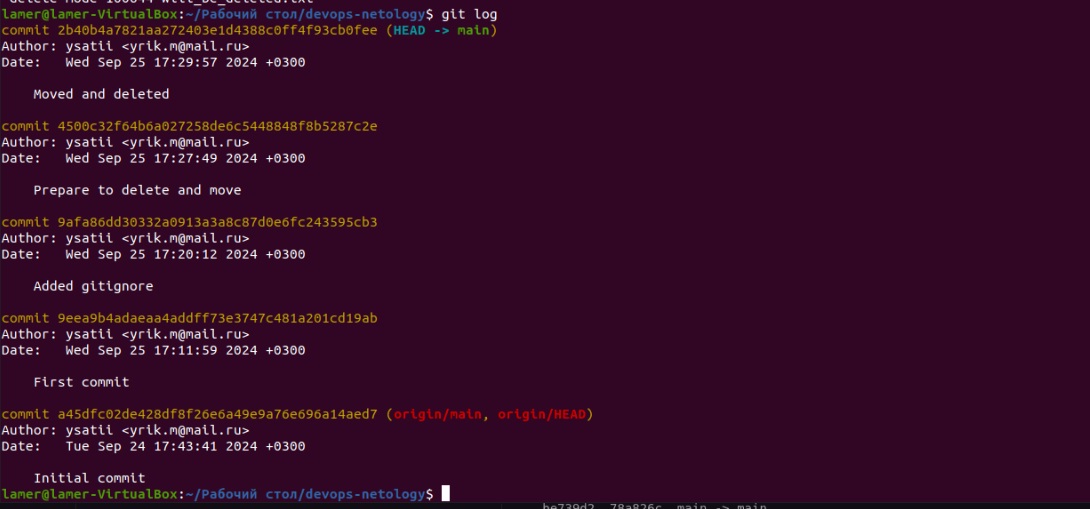 delete mode 100644 will_be_deleted.txt
lamer@lamer-VirtualBox:~/Рабочий стол/devops-netology$ git log
commit 2b40b4a7821aa272403e1d4388c0ff4f93cb0fee (HEAD -> main)
Author: ysatii <yrik.m@mail.ru>
Date:   Wed Sep 25 17:29:57 2024 +0300
    Moved and deleted
commit 4500c32f64b6a027258de6c5448848f8b5287c2e
Author: ysatii <yrik.m@mail.ru>
Date:   Wed Sep 25 17:27:49 2024 +0300
    Prepare to delete and move
commit 9afa86dd30332a0913a3a8c87d0e6fc243595cb3
Author: ysatii <yrik.m@mail.ru>
Date:   Wed Sep 25 17:20:12 2024 +0300
    Added gitignore
commit 9eea9b4adaeaa4addff73e3747c481a201cd19ab
Author: ysatii <yrik.m@mail.ru>
Date:   Wed Sep 25 17:11:59 2024 +0300
    First commit
commit a45dfc02de428df8f26e6a49e9a76e696a14aed7 (origin/main, origin/HEAD)
Author: ysatii <yrik.m@mail.ru>
Date:   Tue Sep 24 17:43:41 2024 +0300
    Initial commit
lamer@lamer-VirtualBox:~/Рабочий стол/devops-netology$
be739d2..78a826c  main -> main